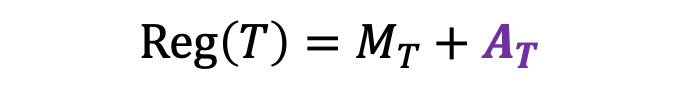 Reg(T) = M_T + A_T